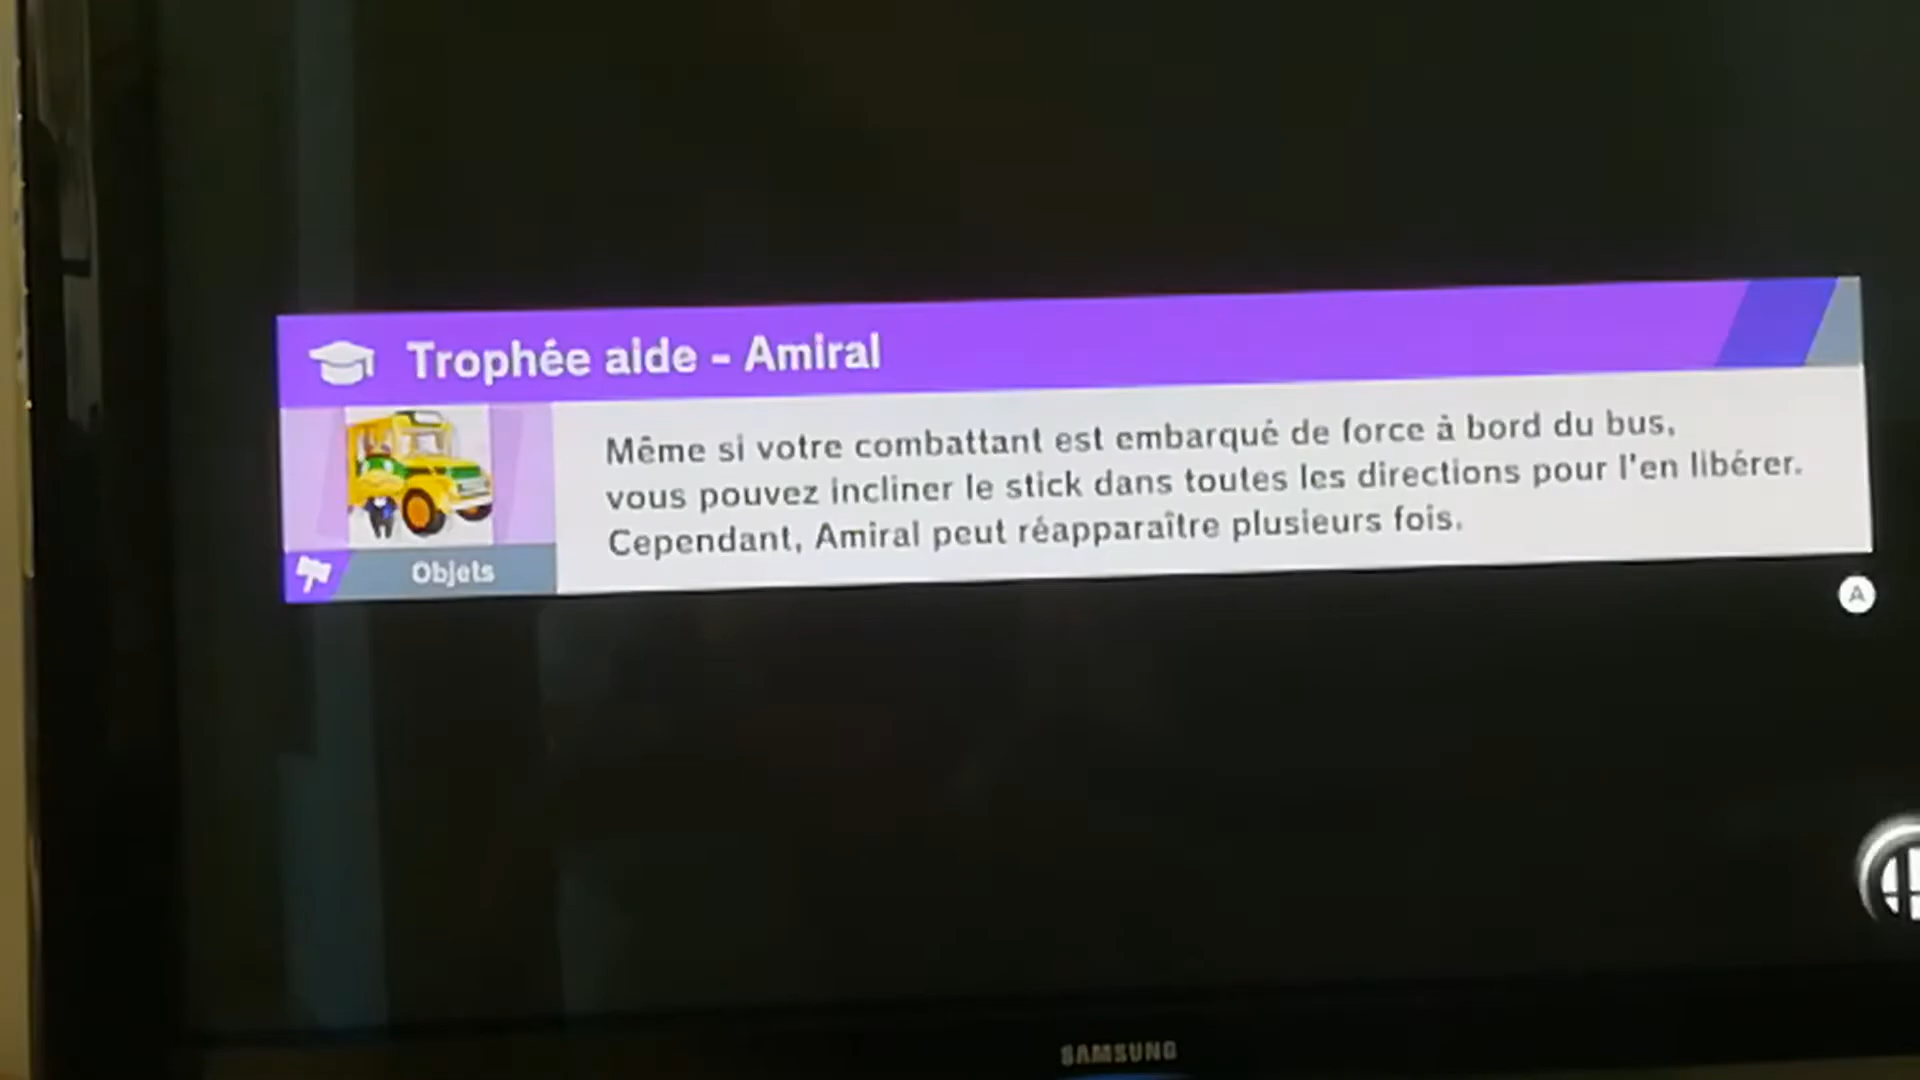 Trophée aide - Amiral
Même si votre combattant est embarqué de force à bord du bus,
vous pouvez incliner le stick dans toutes les directions pour l'en libérer.
Cependant, Amiral peut réapparaître plusieurs fois.
Objets
A
SAMSUNG